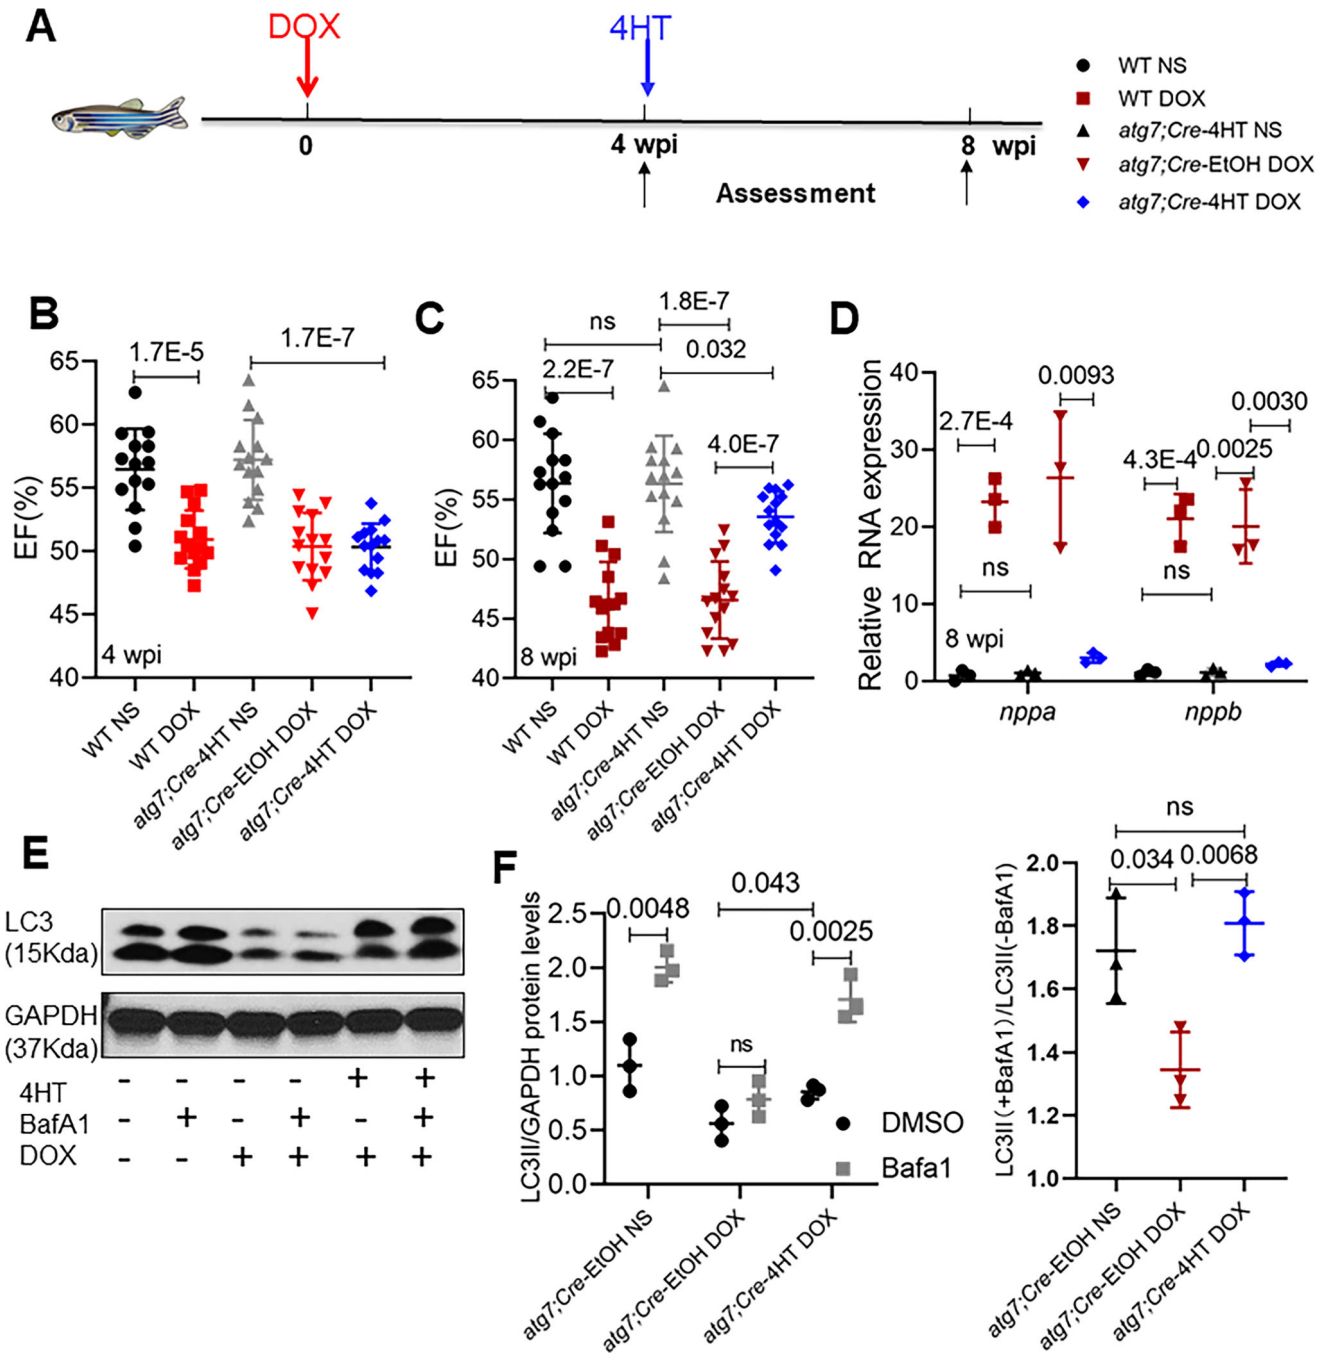 A
DOX
4HT
0
4 wpi
8 wpi
Assessment
WT NS
WT DOX
atg7;Cre-4HT NS
atg7;Cre-EtOH DOX
atg7;Cre-4HT DOX
B
1.7E-5
1.7E-7
EF(%)
65
60
55
50
45
40
4 wpi
WT NS
WT DOX
atg7;Cre-4HT NS
atg7;Cre-EtOH DOX
atg7;Cre-4HT DOX
C
1.8E-7
ns
0.032
2.2E-7
4.0E-7
EF(%)
65
60
55
50
45
40
8 wpi
WT NS
WT DOX
atg7;Cre-4HT NS
atg7;Cre-EtOH DOX
atg7;Cre-4HT DOX
D
Relative RNA expression
40
30
20
10
0
0.0093
2.7E-4
0.0030
0.0025
4.3E-4
ns
ns
8 wpi
nppa
nppb
E
LC3
(15Kda)
GAPDH
(37Kda)
4HT - - - - + +
BafA1 - + - + - +
DOX - - + + + +
F
LC3II/GAPDH protein levels
2.5
2.0
1.5
1.0
0.5
0.0
0.0048
0.043
0.0025
ns
DMSO
Bafa1
atg7;Cre-EtOH NS
atg7;Cre-EtOH DOX
atg7;Cre-4HT DOX
LC3II(+BafA1)/LC3II(-BafA1)
2.0
1.8
1.6
1.4
1.2
1.0
ns
0.034
0.0068
atg7;Cre-EtOH NS
atg7;Cre-EtOH DOX
atg7;Cre-4HT DOX